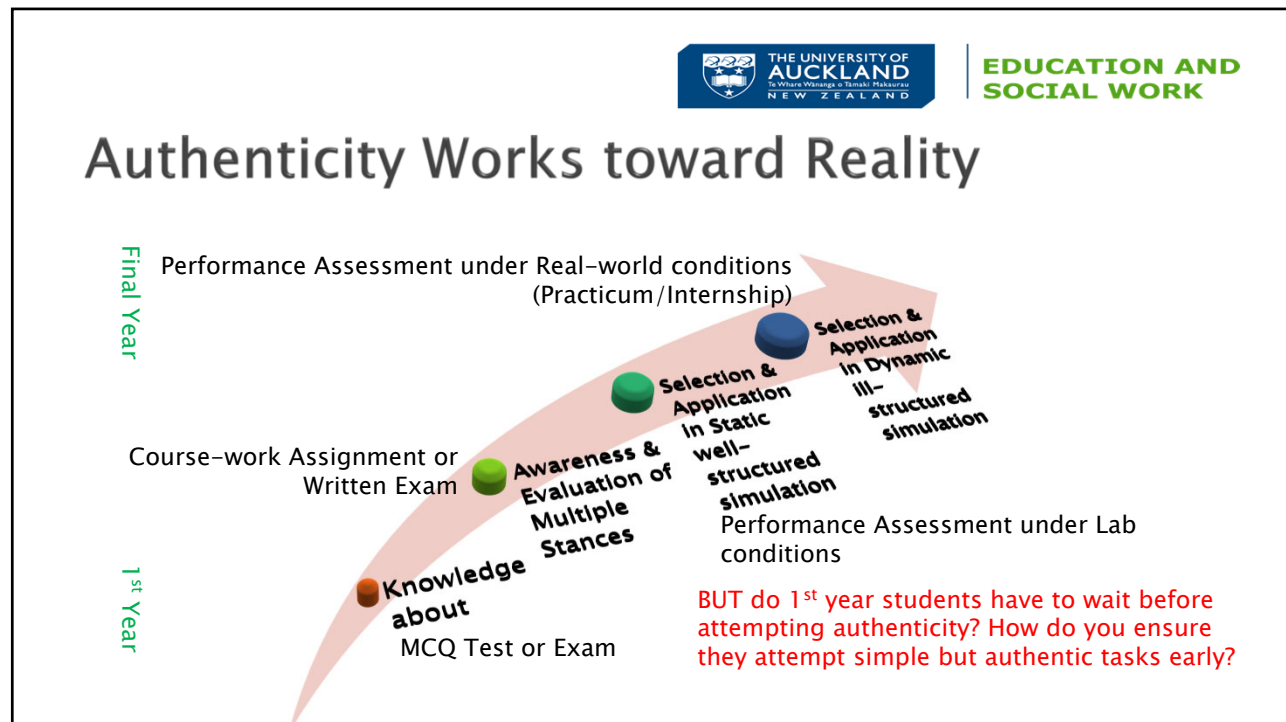 THE UNIVERSITY OF
AUCKLAND
Te Whare Wānanga o Tāmaki Makaurau
NEW ZEALAND
EDUCATION AND
SOCIAL WORK
Authenticity Works toward Reality
Final Year
Performance Assessment under Real-world conditions
(Practicum/Internship)
Selection &
Application
in Dynamic
ill-
structured
simulation
Selection &
Application
in Static
well-
structured
simulation
Course-work Assignment or
Written Exam
Awareness &
Evaluation of
Multiple
Stances
Performance Assessment under Lab
conditions
1st Year
Knowledge
about
MCQ Test or Exam
BUT do 1st year students have to wait before
attempting authenticity? How do you ensure
they attempt simple but authentic tasks early?